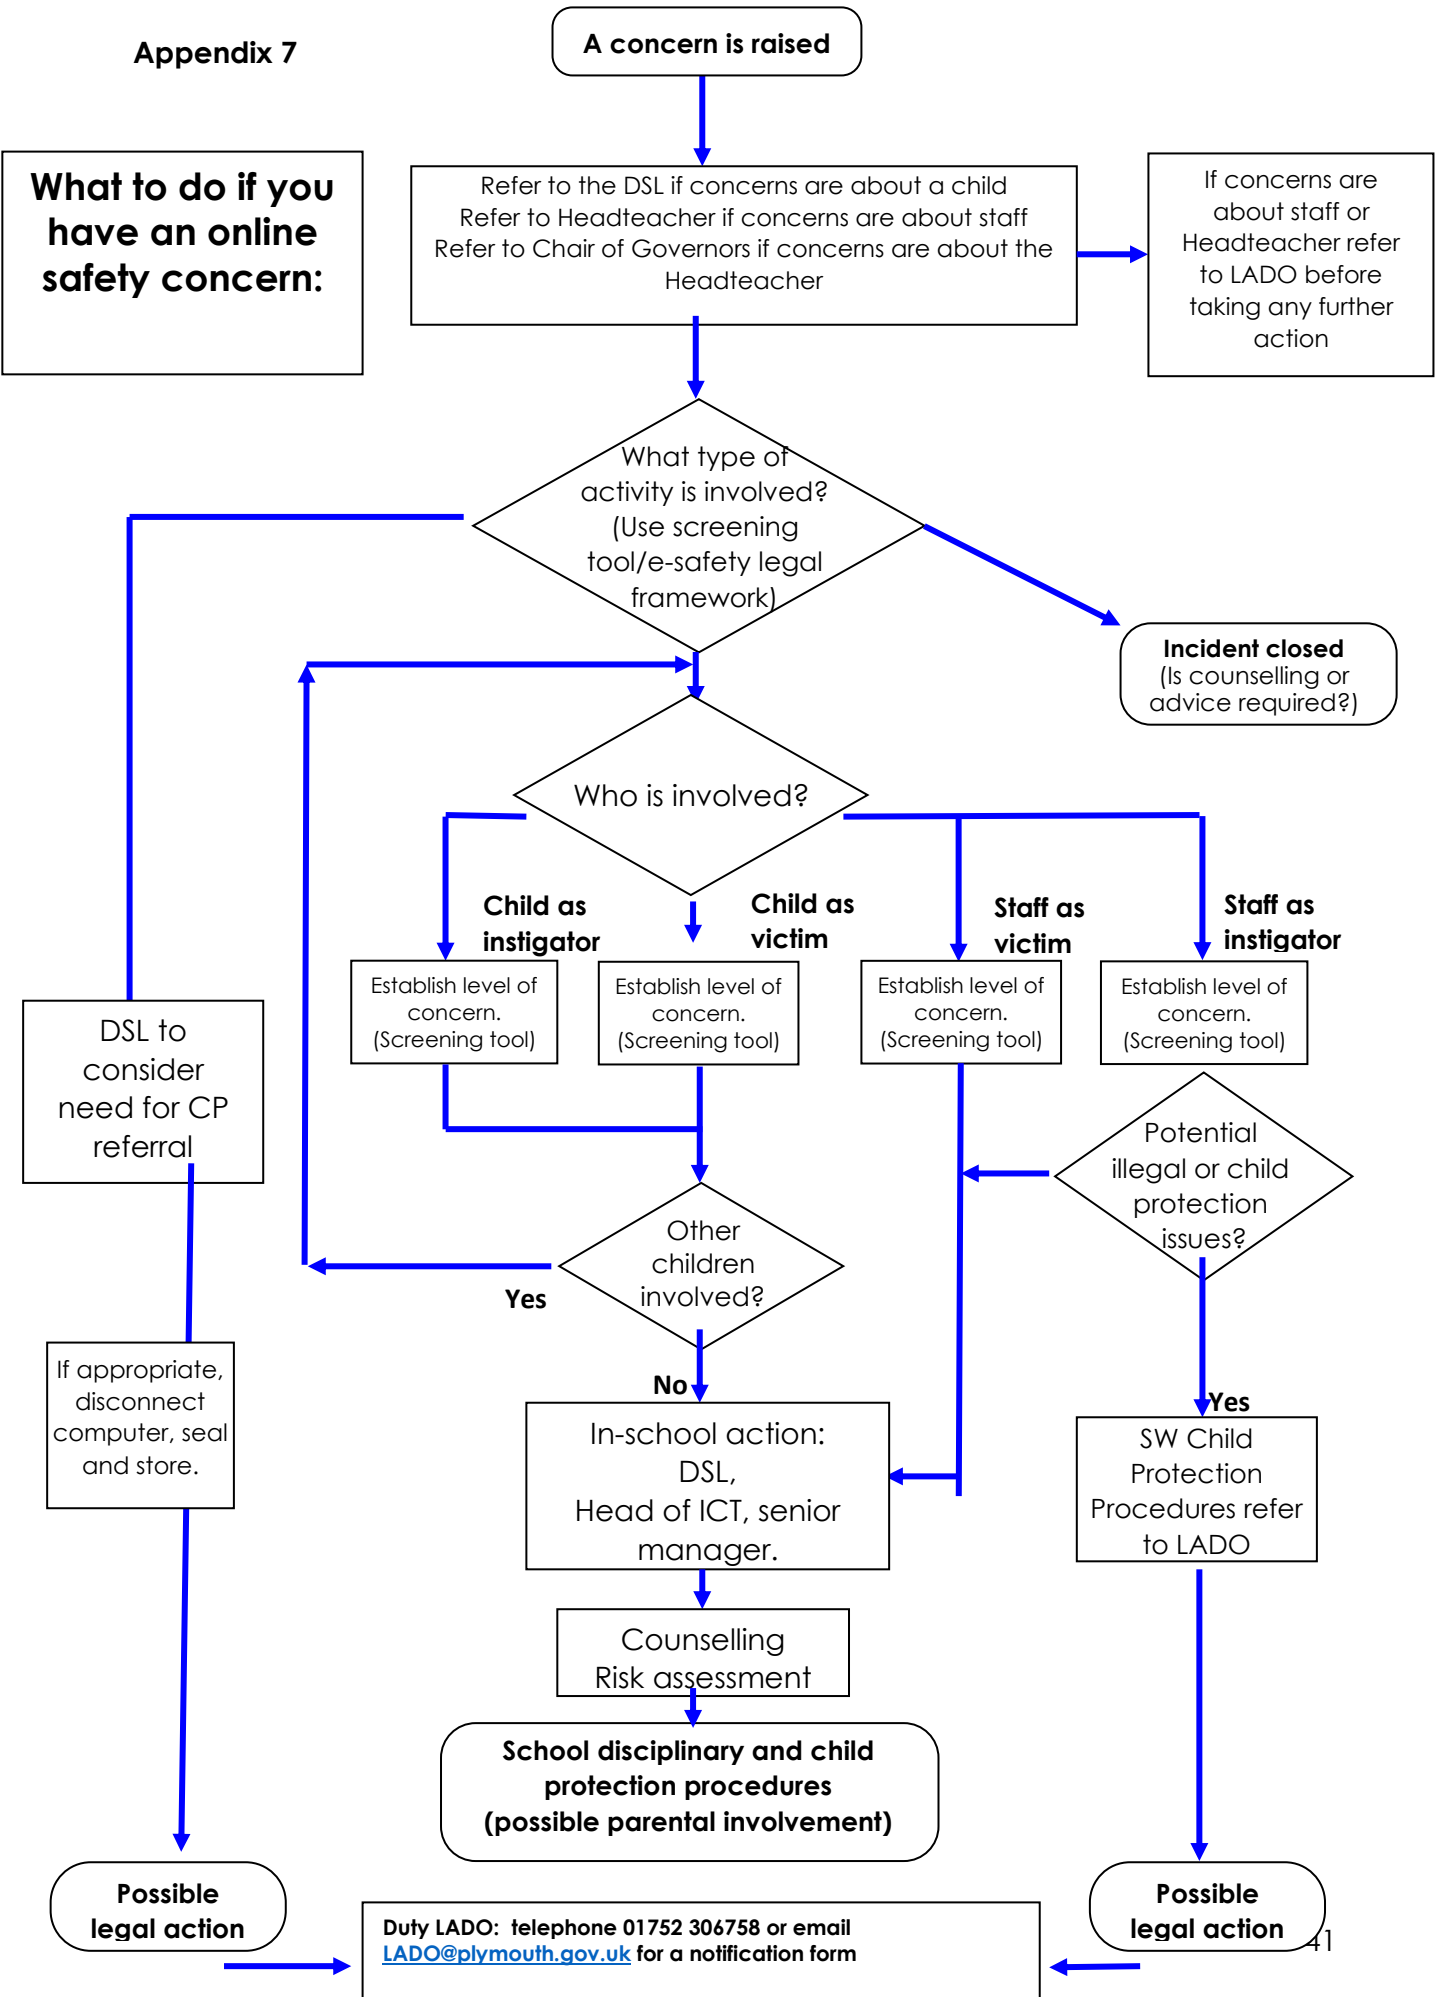 Appendix 7
A concern is raised
What to do if you
have an online
safety concern:
Refer to the DSL if concerns are about a child
Refer to Headteacher if concerns are about staff
Refer to Chair of Governors if concerns are about the
Headteacher
If concerns are
about staff or
Headteacher refer
to LADO before
taking any further
action
What type of
activity is involved?
(Use screening
tool/e-safety legal
framework)
Incident closed
(Is counselling or
advice required?)
Who is involved?
Child as
instigator
Child as
victim
Staff as
victim
Staff as
instigator
Establish level of
concern.
(Screening tool)
Establish level of
concern.
(Screening tool)
Establish level of
concern.
(Screening tool)
Establish level of
concern.
(Screening tool)
DSL to
consider
need for CP
referral
Potential
illegal or child
protection
issues?
Other
children
involved?
Yes
If appropriate,
disconnect
computer, seal
and store.
No
Yes
In-school action:
DSL,
Head of ICT, senior
manager.
SW Child
Protection
Procedures refer
to LADO
Counselling
Risk assessment
School disciplinary and child
protection procedures
(possible parental involvement)
Possible
legal action
Possible
legal action
Duty LADO: telephone 01752 306758 or email
LADO@plymouth.gov.uk for a notification form
41